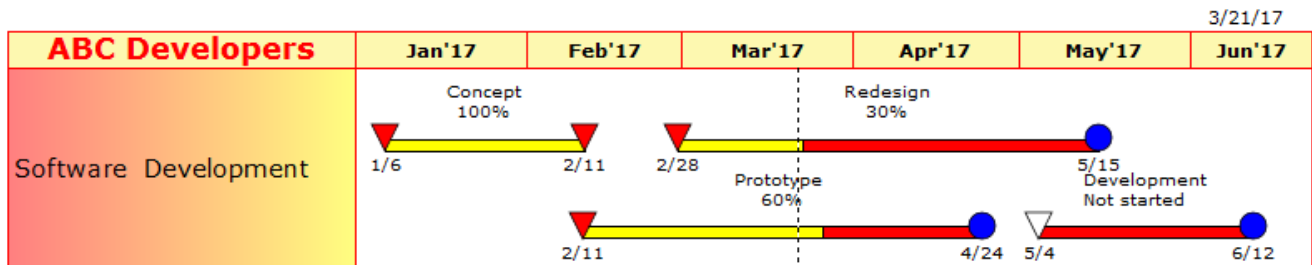 3/21/17
ABC Developers Jan'17 Feb'17 Mar'17 Apr'17 May'17 Jun'17
Concept Redesign
100% 30%
Software Development
1/6 2/11 2/28 5/15
Prototype Development
60% Not started
2/11 4/24 5/4 6/12